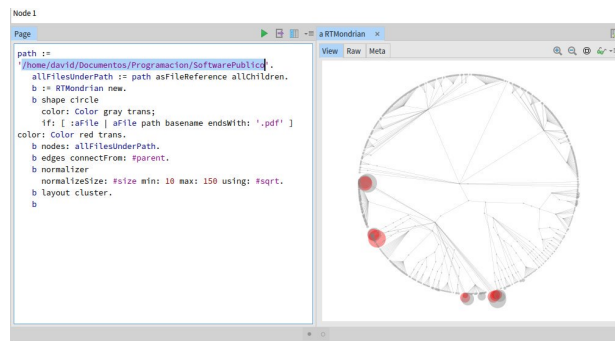 Node 1
Page
a RTMondrian ×
View Raw Meta
path :=
'/home/david/Documentos/Programacion/SoftwarePublico'.
allFilesUnderPath := path asFileReference allChildren.
b := RTMondrian new.
b shape circle
color: Color gray trans;
if: [ :aFile | aFile path basename endsWith: '.pdf' ]
color: Color red trans.
b nodes: allFilesUnderPath.
b edges connectFrom: #parent.
b normalizer
normalizeSize: #size min: 10 max: 150 using: #sqrt.
b layout cluster.
b